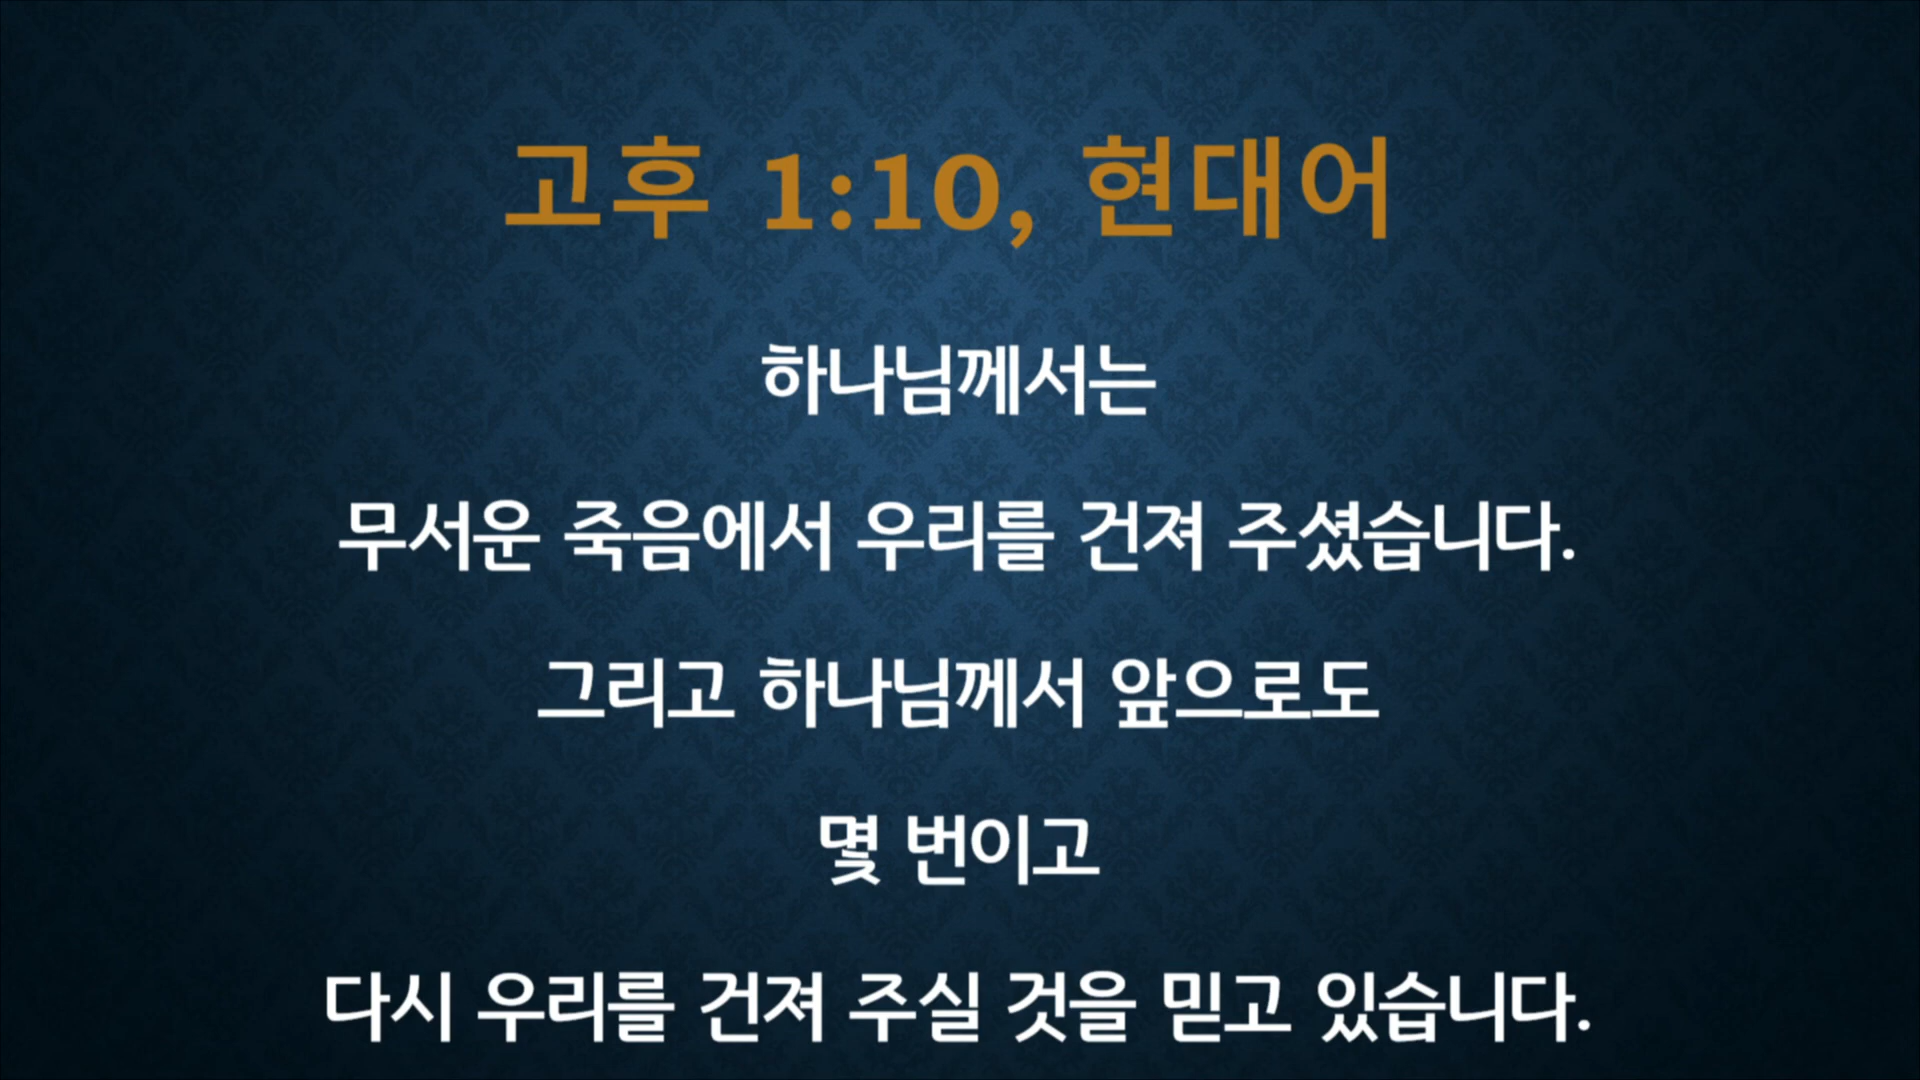 고후 1:10, 현대어
하나님께서는
무서운 죽음에서 우리를 건져 주셨습니다.
그리고 하나님께서 앞으로도
몇 번이고
다시 우리를 건져 주실 것을 믿고 있습니다.